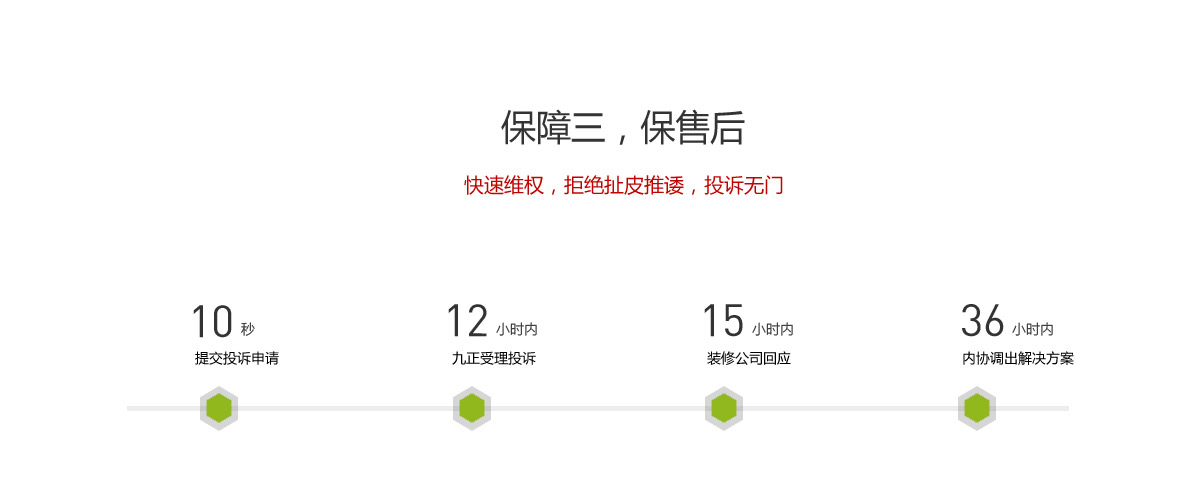 保障三，保售后
快速维权，拒绝扯皮推诿，投诉无门
10 秒
提交投诉申请
12 小时内
九正受理投诉
15 小时内
装修公司回应
36 小时内
内协调出解决方案